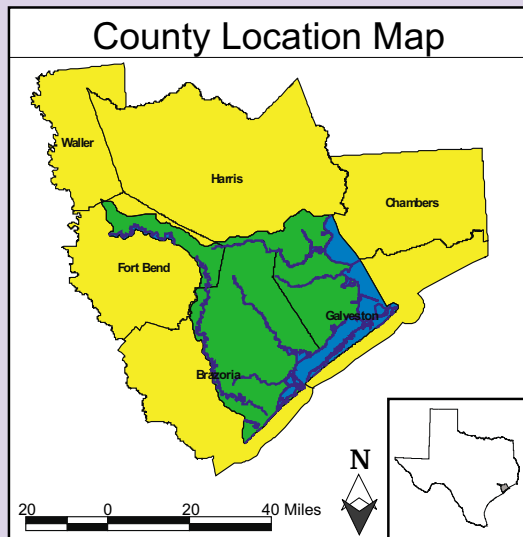 County Location Map
Waller
Harris
Chambers
Fort Bend
Galveston
Brazoria
N
20 0 20 40 Miles